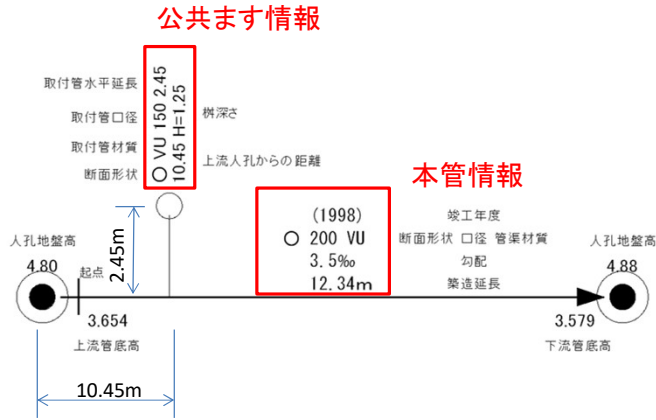 公共ます情報
取付管水平延長
取付管口径
取付管材質
断面形状
○ VU 150 2.45
10.45 H=1.25
桝深さ
上流人孔からの距離
本管情報
(1998)
○ 200 VU
3.5‰
12.34m
竣工年度
断面形状 口径 管渠材質
勾配
築造延長
人孔地盤高
4.80
起点
2.45m
人孔地盤高
4.88
3.654
上流管底高
3.579
下流管底高
10.45m